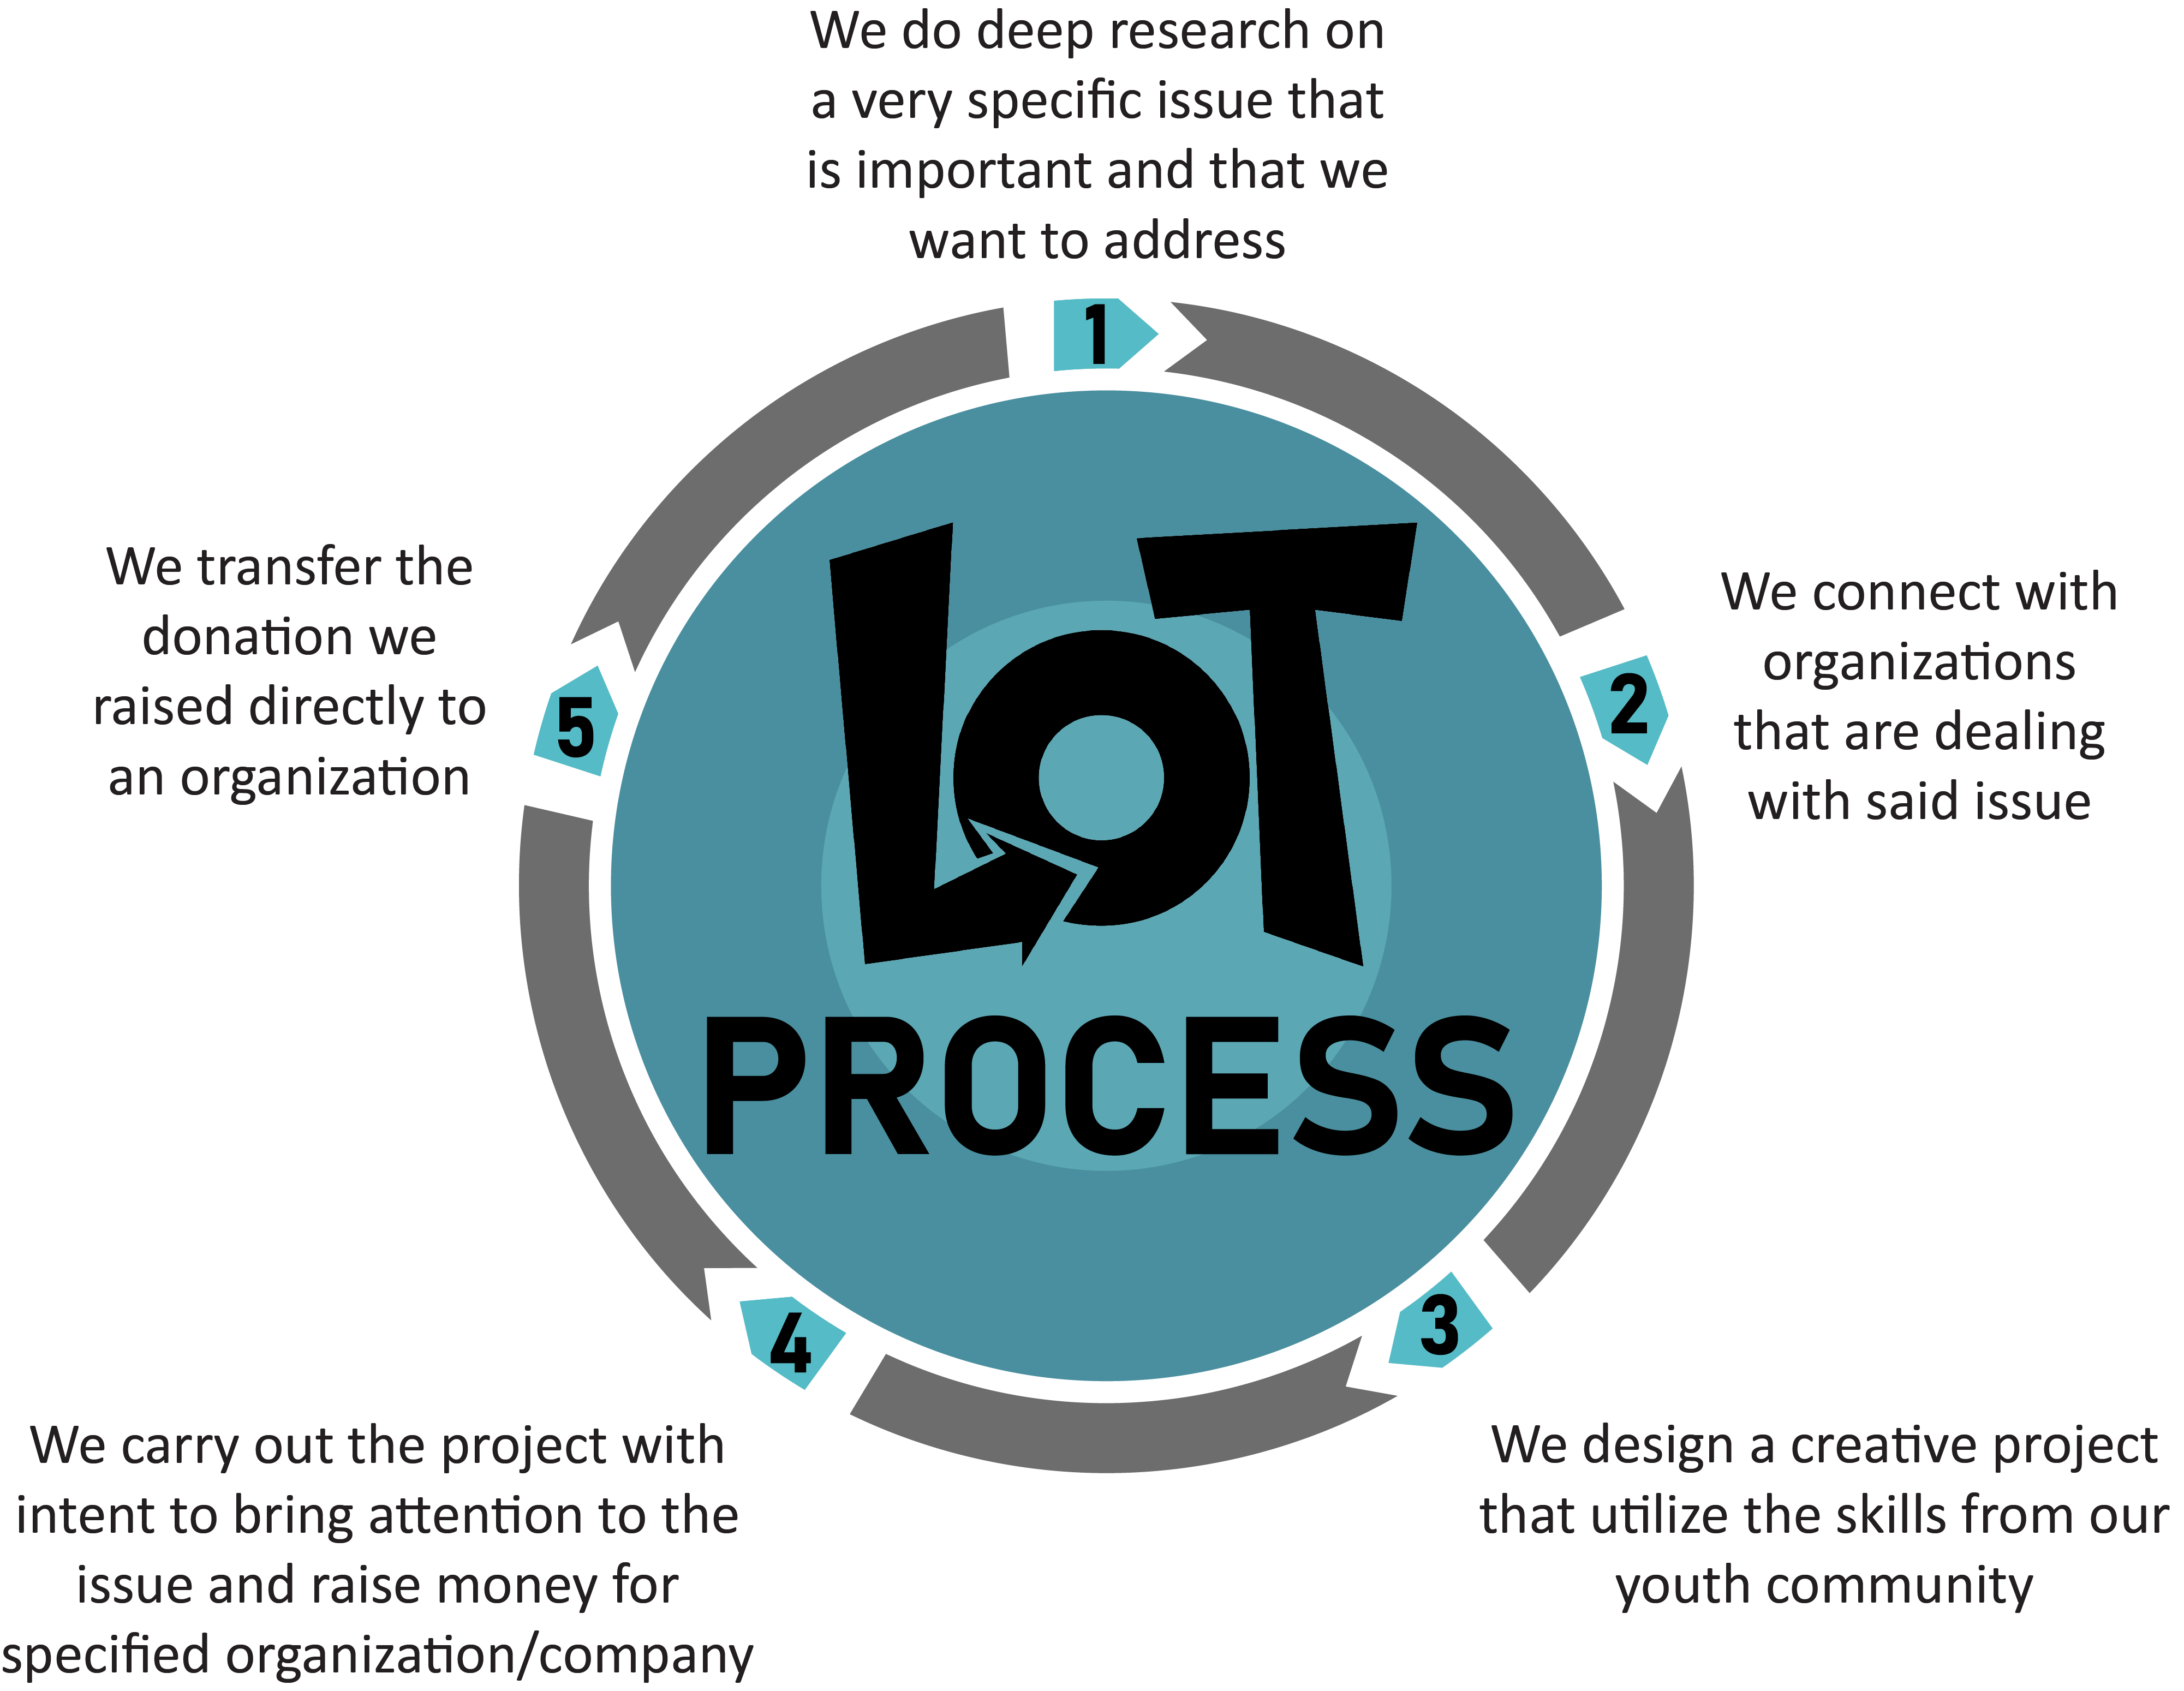 We do deep research on
a very specific issue that
is important and that we
want to address
1
We connect with
organizations
that are dealing
with said issue
2
We design a creative project
that utilize the skills from our
youth community
3
We carry out the project with
intent to bring attention to the
issue and raise money for
specified organization/company
4
We transfer the
donation we
raised directly to
an organization
5
LOT
PROCESS